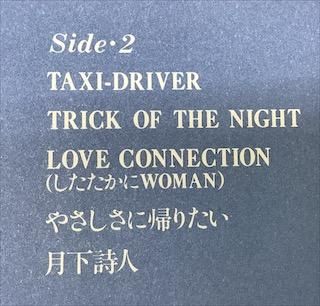 Side・2
TAXI-DRIVER
TRICK OF THE NIGHT
LOVE CONNECTION
(したたかにWOMAN)
やさしさに帰りたい
月下詩人